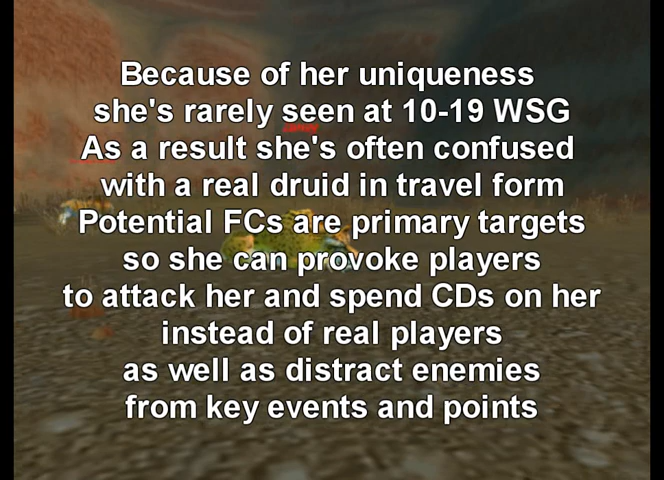 Because of her uniqueness
she's rarely seen at 10-19 WSG
As a result she's often confused
with a real druid in travel form
Potential FCs are primary targets
so she can provoke players
to attack her and spend CDs on her
instead of real players
as well as distract enemies
from key events and points